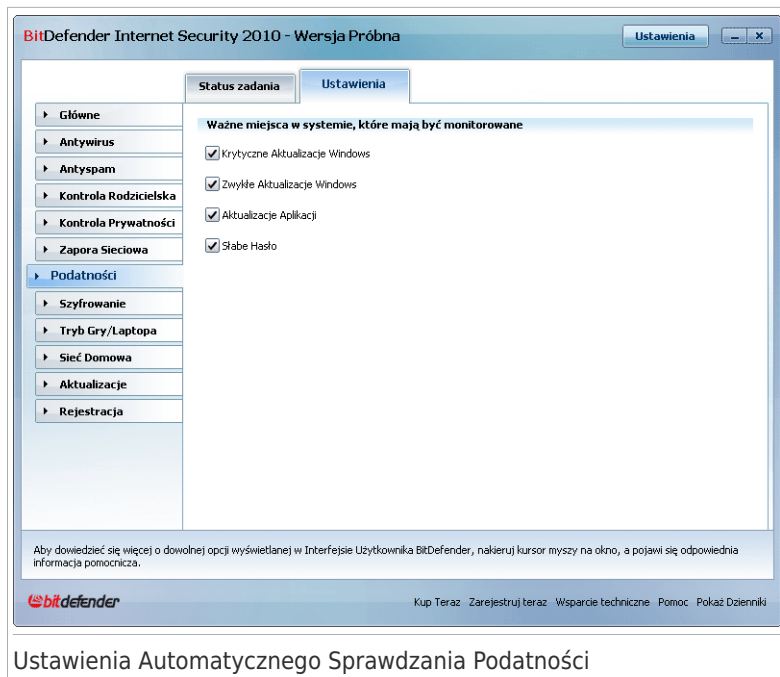 BitDefender Internet Security 2010 - Wersja Próbna
Ustawienia
Status zadania
Ustawienia
Główne
Antywirus
Antyspam
Kontrola Rodzicielska
Kontrola Prywatności
Zapora Sieciowa
Podatności
Szyfrowanie
Tryb Gry/Laptopa
Sieć Domowa
Aktualizacje
Rejestracja
Ważne miejsca w systemie, które mają być monitorowane
Krytyczne Aktualizacje Windows
Zwykłe Aktualizacje Windows
Aktualizacje Aplikacji
Słabe Hasło
Aby dowiedzieć się więcej o dowolnej opcji wyświetlanej w Interfejsie Użytkownika BitDefender, nakieruj kursor myszy na okno, a pojawi się odpowiednia
informacja pomocnicza.
bitdefender
Kup Teraz Zarejestruj teraz Wsparcie techniczne Pomoc Pokaż Dzienniki
Ustawienia Automatycznego Sprawdzania Podatności